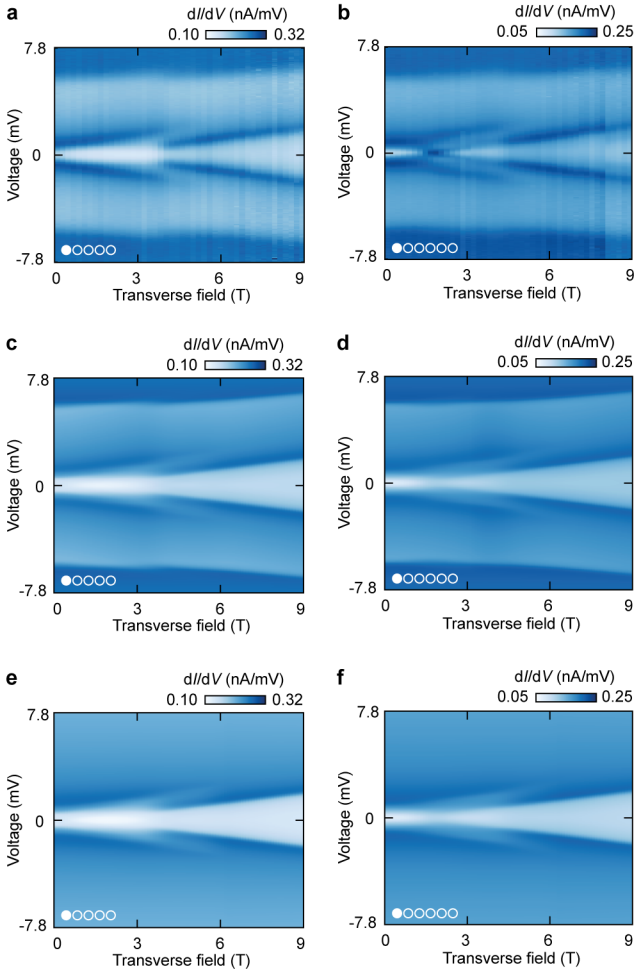 a
dI/dV (nA/mV)
0.10 0.32
7.8
0
-7.8
Voltage (mV)
0 3 6 9
Transverse field (T)
b
dI/dV (nA/mV)
0.05 0.25
7.8
0
-7.8
Voltage (mV)
0 3 6 9
Transverse field (T)
c
dI/dV (nA/mV)
0.10 0.32
7.8
0
-7.8
Voltage (mV)
0 3 6 9
Transverse field (T)
d
dI/dV (nA/mV)
0.05 0.25
7.8
0
-7.8
Voltage (mV)
0 3 6 9
Transverse field (T)
e
dI/dV (nA/mV)
0.10 0.32
7.8
0
-7.8
Voltage (mV)
0 3 6 9
Transverse field (T)
f
dI/dV (nA/mV)
0.05 0.25
7.8
0
-7.8
Voltage (mV)
0 3 6 9
Transverse field (T)